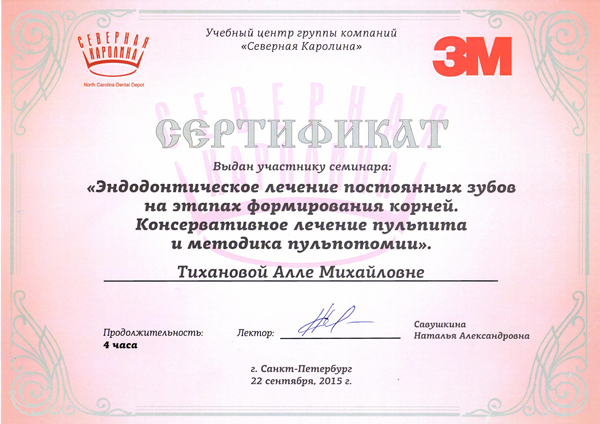 СЕВЕРНАЯ
КАРОЛИНА
North Carolina Dental Depot
Учебный центр группы компаний
«Северная Каролина»
3M
СЕРТИФИКАТ
Выдан участнику семинара:
«Эндодонтическое лечение постоянных зубов
на этапах формирования корней.
Консервативное лечение пульпита
и методика пульпотомии».
Тихановой Алле Михайловне
Продолжительность:
4 часа
Лектор:
Савушкина
Наталья Александровна
г. Санкт-Петербург
22 сентября, 2015 г.
СЕВЕРНАЯ
КАРОЛИНА